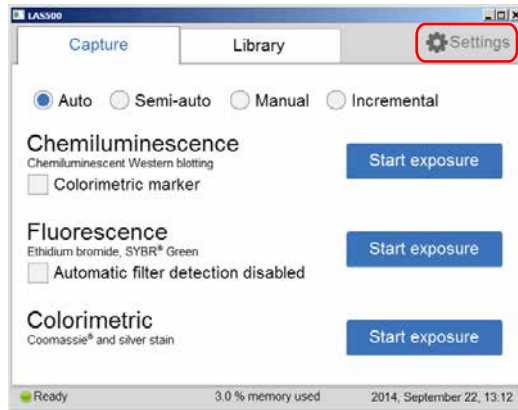 LAS500
Capture
Library
Settings
Auto
Semi-auto
Manual
Incremental
Chemiluminescence
Chemiluminescent Western blotting
Colorimetric marker
Start exposure
Fluorescence
Ethidium bromide, SYBR® Green
Automatic filter detection disabled
Start exposure
Colorimetric
Coomassie® and silver stain
Start exposure
Ready
3.0 % memory used
2014, September 22, 13:12